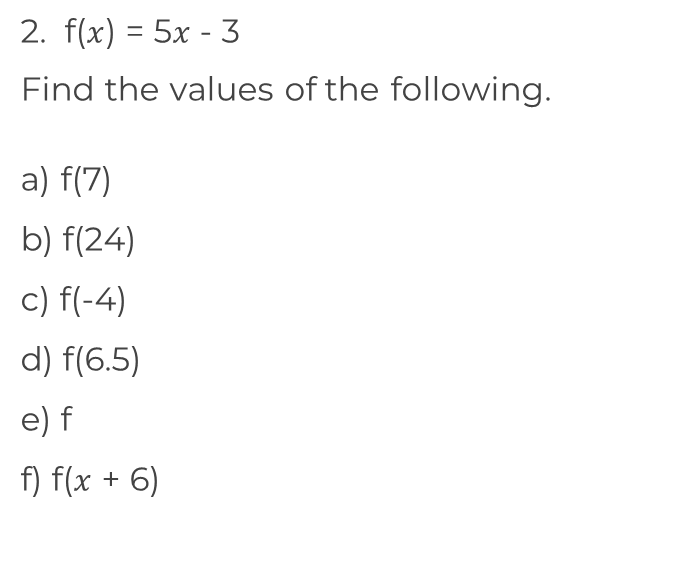 2. f(x) = 5x - 3
Find the values of the following.
a) f(7)
b) f(24)
c) f(-4)
d) f(6.5)
e) f
f) f(x + 6)